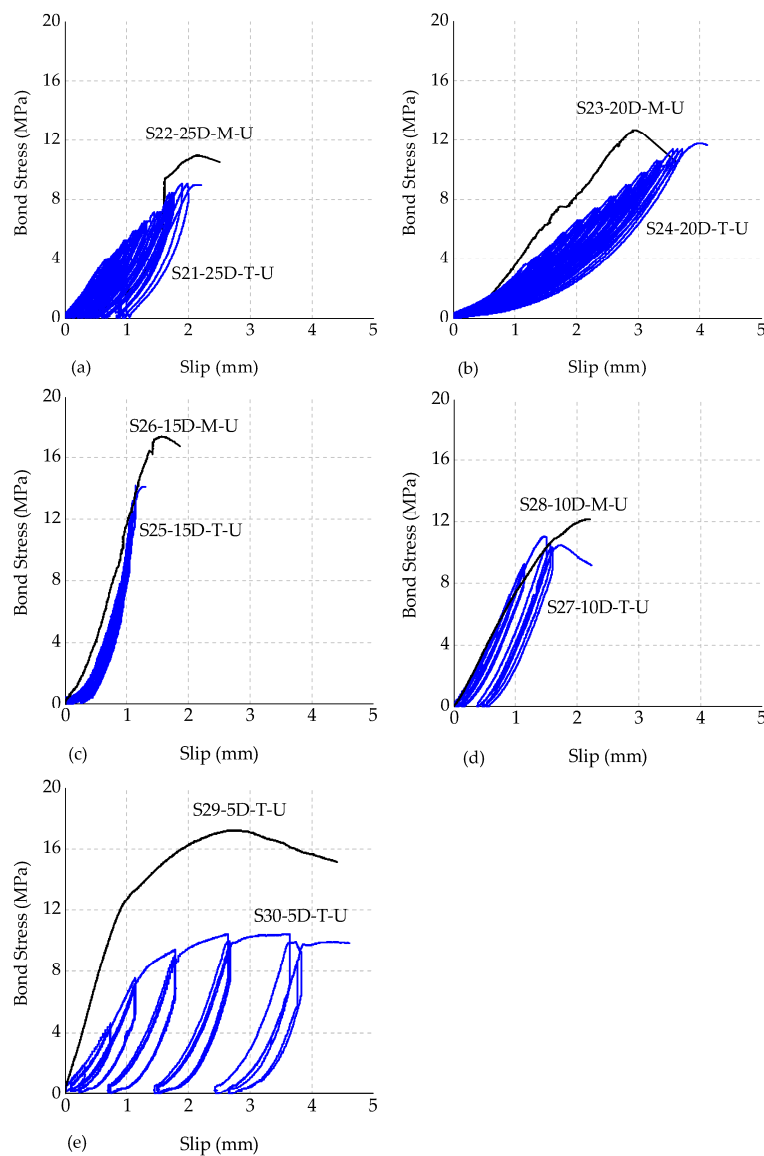 20
16
12
8
4
0
Bond Stress (MPa)
S22-25D-M-U
S21-25D-T-U
0 1 2 3 4 5
(a)
Slip (mm)
20
16
12
8
4
0
Bond Stress (MPa)
S23-20D-M-U
S24-20D-T-U
0 1 2 3 4 5
(b)
Slip (mm)
20
16
12
8
4
0
Bond Stress (MPa)
S26-15D-M-U
S25-15D-T-U
0 1 2 3 4 5
(c)
Slip (mm)
20
16
12
8
4
0
Bond Stress (MPa)
S28-10D-M-U
S27-10D-T-U
0 1 2 3 4 5
(d)
Slip (mm)
20
16
12
8
4
0
Bond Stress (MPa)
S29-5D-T-U
S30-5D-T-U
0 1 2 3 4 5
(e)
Slip (mm)